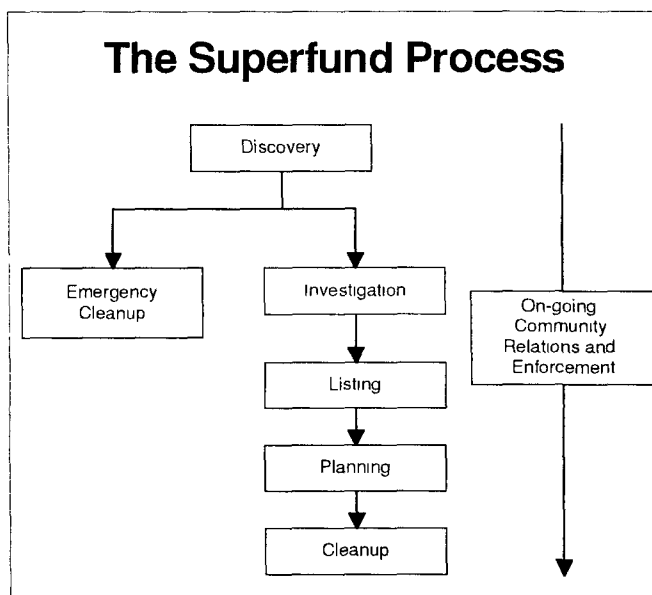 The Superfund Process
Discovery
Emergency
Cleanup
Investigation
Listing
Planning
Cleanup
On-going
Community
Relations and
Enforcement